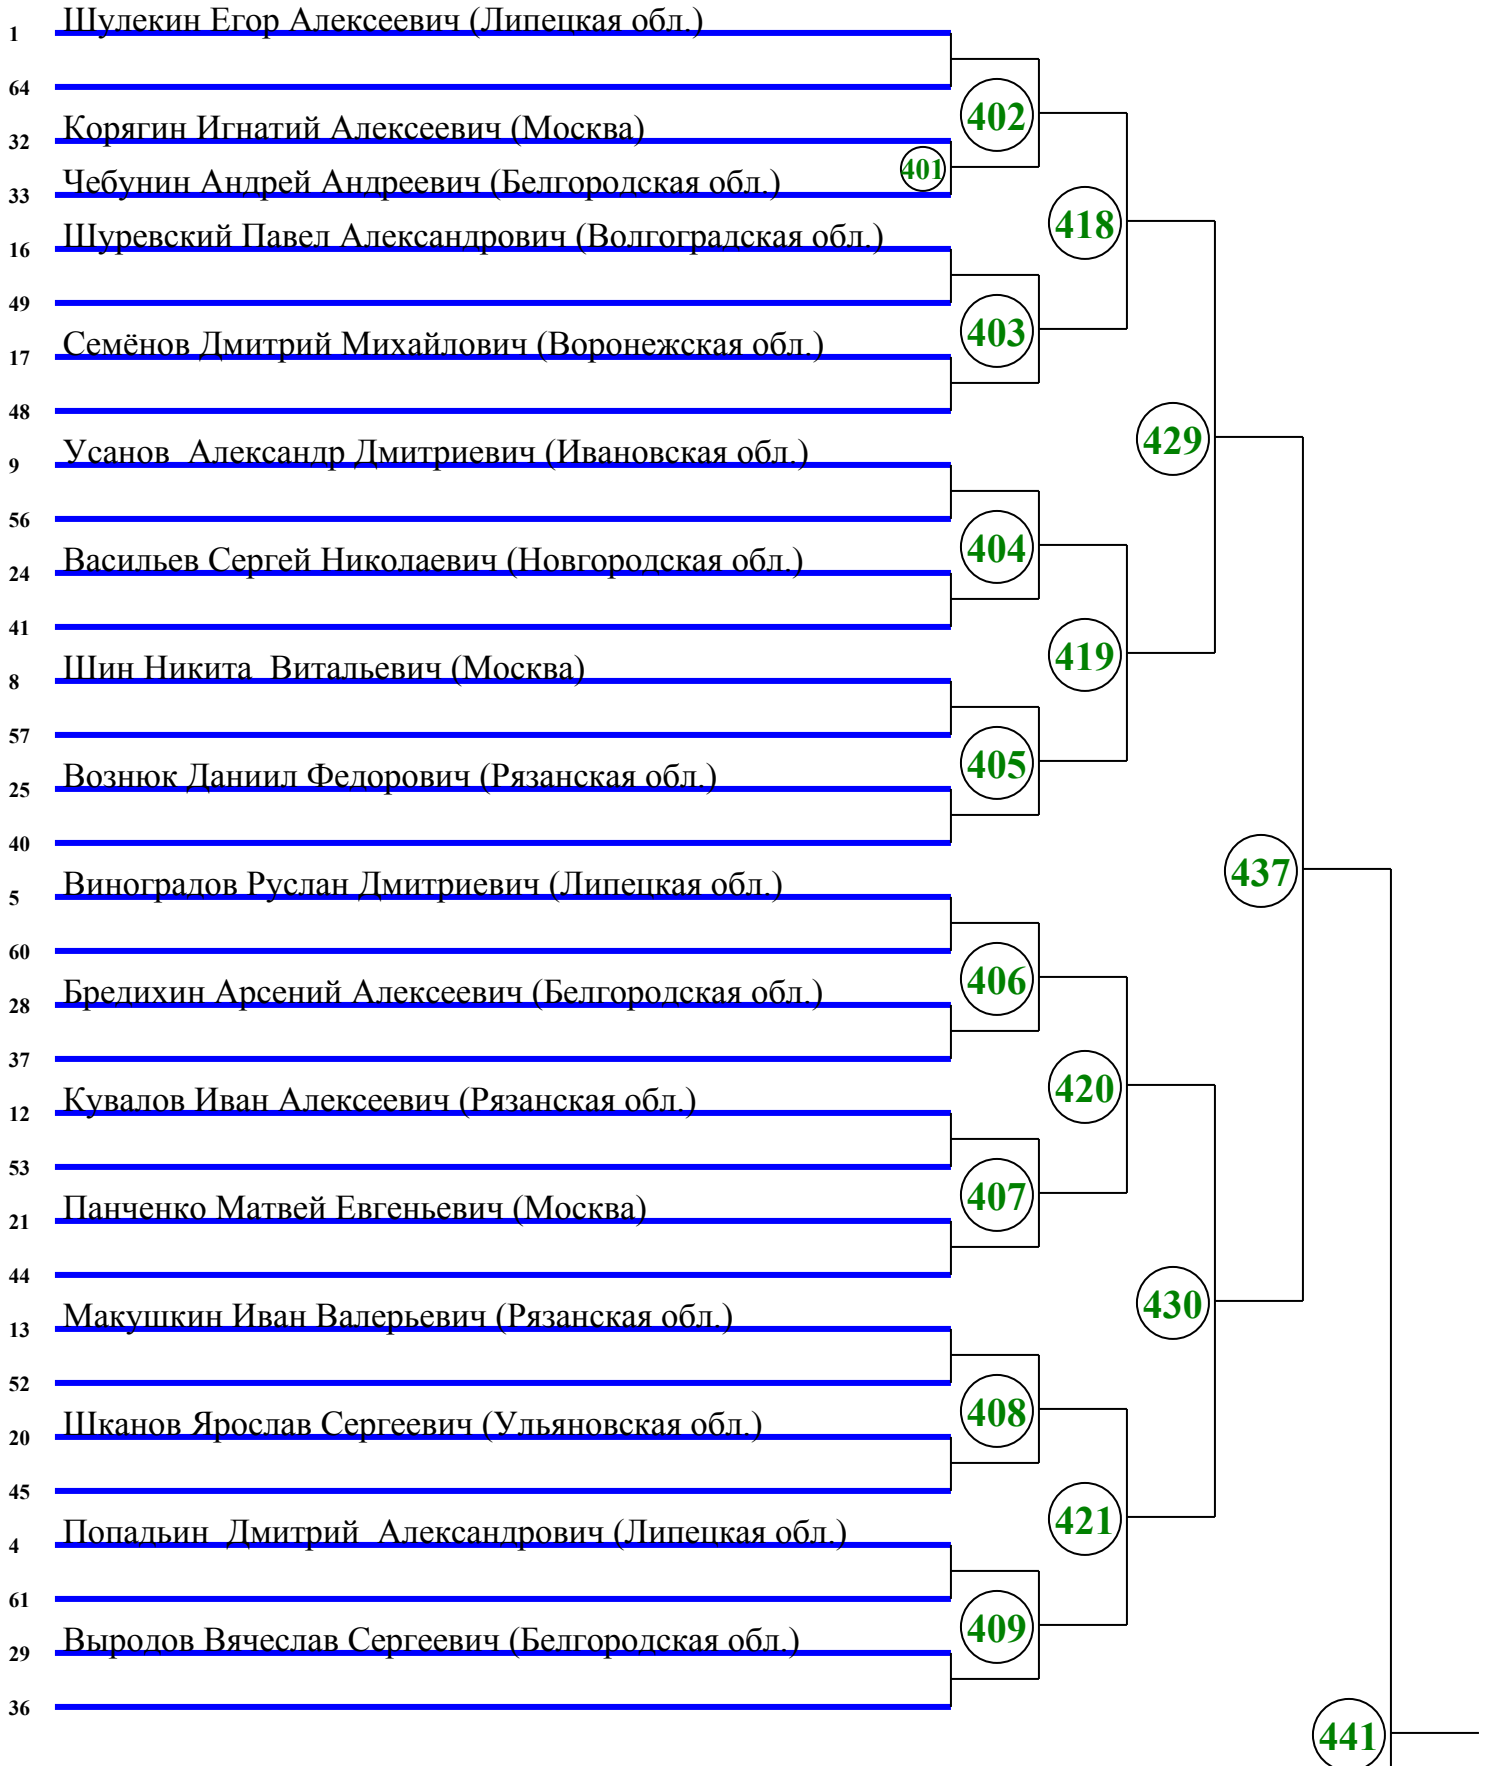 1 Шулекин Егор Алексеевич (Липецкая обл.)
64
402
32 Корягин Игнатий Алексеевич (Москва)
401
33 Чебунин Андрей Андреевич (Белгородская обл.)
418
16 Шуревский Павел Александрович (Волгоградская обл.)
49
403
17 Семёнов Дмитрий Михайлович (Воронежская обл.)
48
429
9 Усанов Александр Дмитриевич (Ивановская обл.)
56
404
24 Васильев Сергей Николаевич (Новгородская обл.)
41
419
8 Шин Никита Витальевич (Москва)
57
405
25 Вознюк Даниил Федорович (Рязанская обл.)
40
437
5 Виноградов Руслан Дмитриевич (Липецкая обл.)
60
406
28 Бредихин Арсений Алексеевич (Белгородская обл.)
37
420
12 Кувалов Иван Алексеевич (Рязанская обл.)
53
407
21 Панченко Матвей Евгеньевич (Москва)
44
430
13 Макушкин Иван Валерьевич (Рязанская обл.)
52
408
20 Шканов Ярослав Сергеевич (Ульяновская обл.)
45
421
4 Попадьин Дмитрий Александрович (Липецкая обл.)
61
409
29 Выродов Вячеслав Сергеевич (Белгородская обл.)
36
441